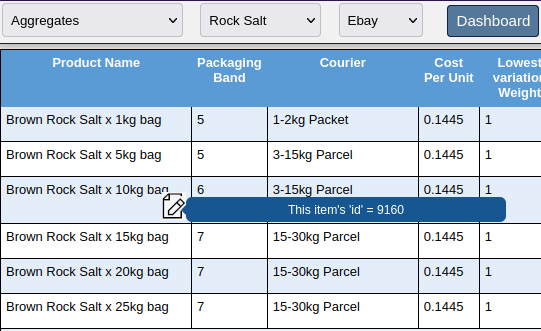 Aggregates Rock Salt Ebay Dashboard
Product Name Packaging Band Courier Cost Per Unit Lowest variation Weight
Brown Rock Salt x 1kg bag 5 1-2kg Packet 0.1445 1
Brown Rock Salt x 5kg bag 5 3-15kg Parcel 0.1445 1
Brown Rock Salt x 10kg bag 6 3-15kg Parcel 0.1445 1
This item's 'id' = 9160
Brown Rock Salt x 15kg bag 7 15-30kg Parcel 0.1445 1
Brown Rock Salt x 20kg bag 7 15-30kg Parcel 0.1445 1
Brown Rock Salt x 25kg bag 7 15-30kg Parcel 0.1445 1